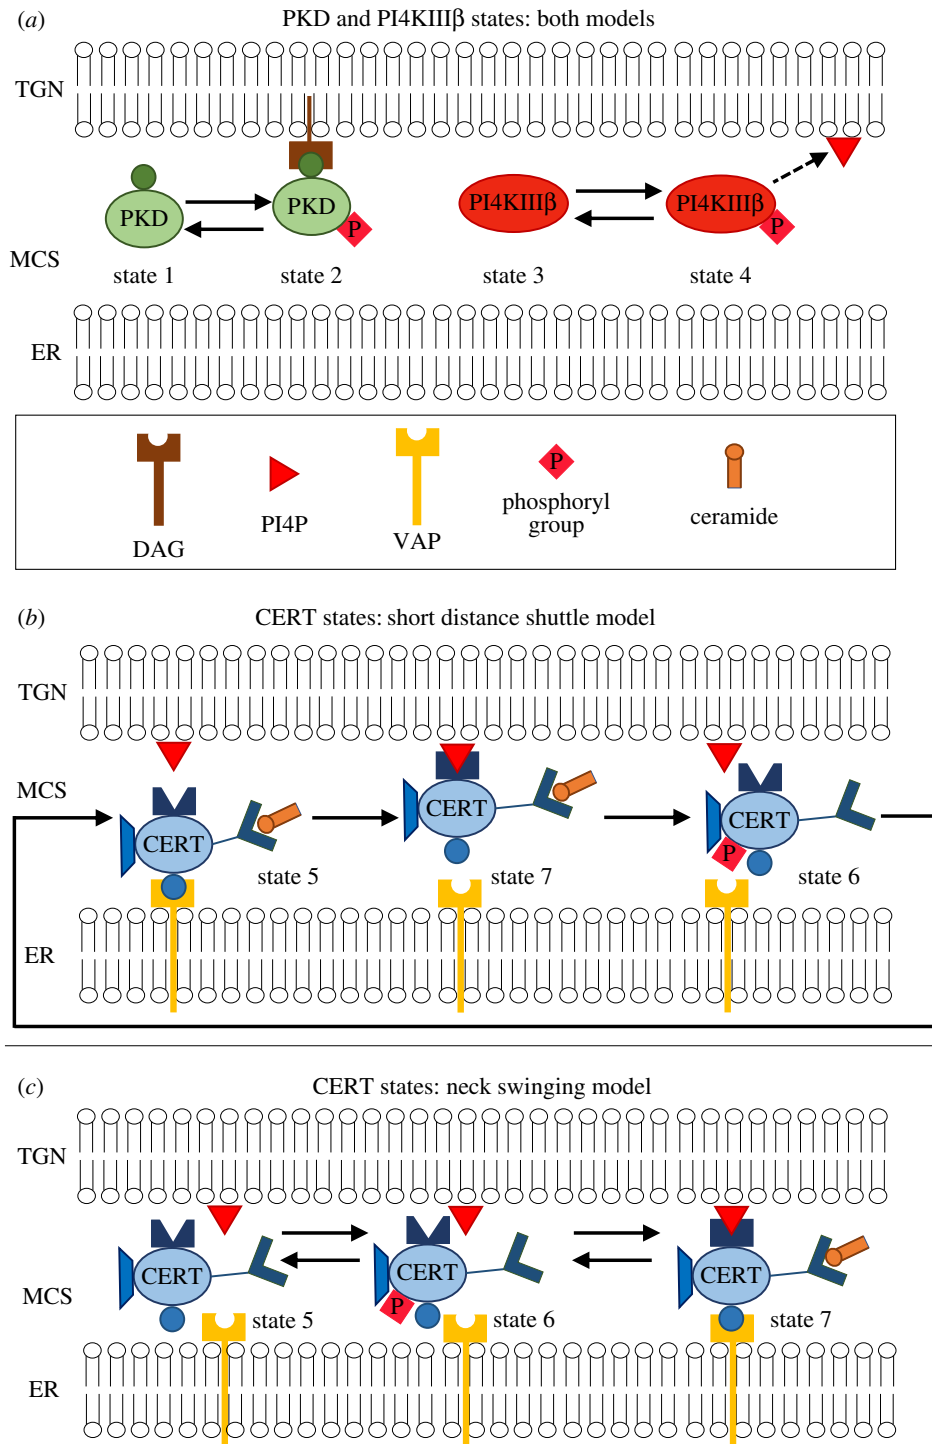 (a) PKD and PI4KIIIβ states: both models
TGN
PKD
PKD
P
PI4KIIIβ
PI4KIIIβ
P
MCS
state 1
state 2
state 3
state 4
ER
P
DAG
PI4P
VAP
phosphoryl
group
ceramide
(b) CERT states: short distance shuttle model
TGN
MCS
CERT
CERT
CERT
P
state 5
state 7
state 6
ER
(c) CERT states: neck swinging model
TGN
CERT
CERT
CERT
P
MCS
state 5
state 6
state 7
ER